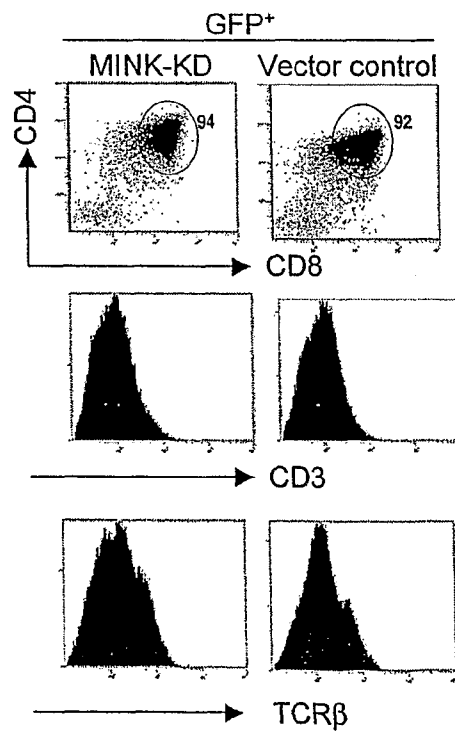 GFP⁺
MINK-KD Vector control
CD4
94
92
CD8
CD3
TCRβ